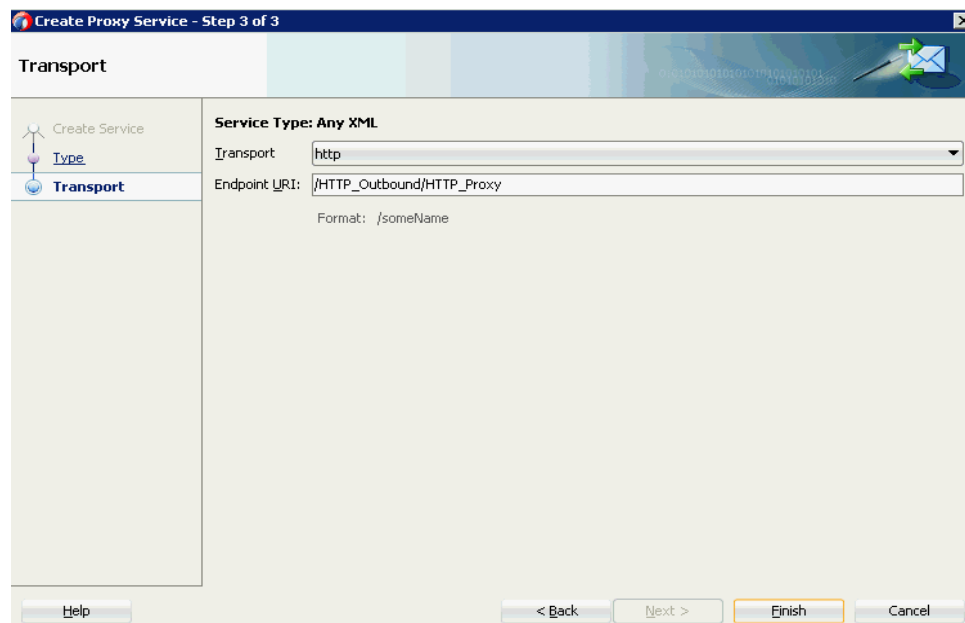 Create Proxy Service - Step 3 of 3
Transport
Create Service
Type
Transport
Service Type: Any XML
Transport http
Endpoint URI: /HTTP_Outbound/HTTP_Proxy
Format: /someName
Help < Back Next > Finish Cancel